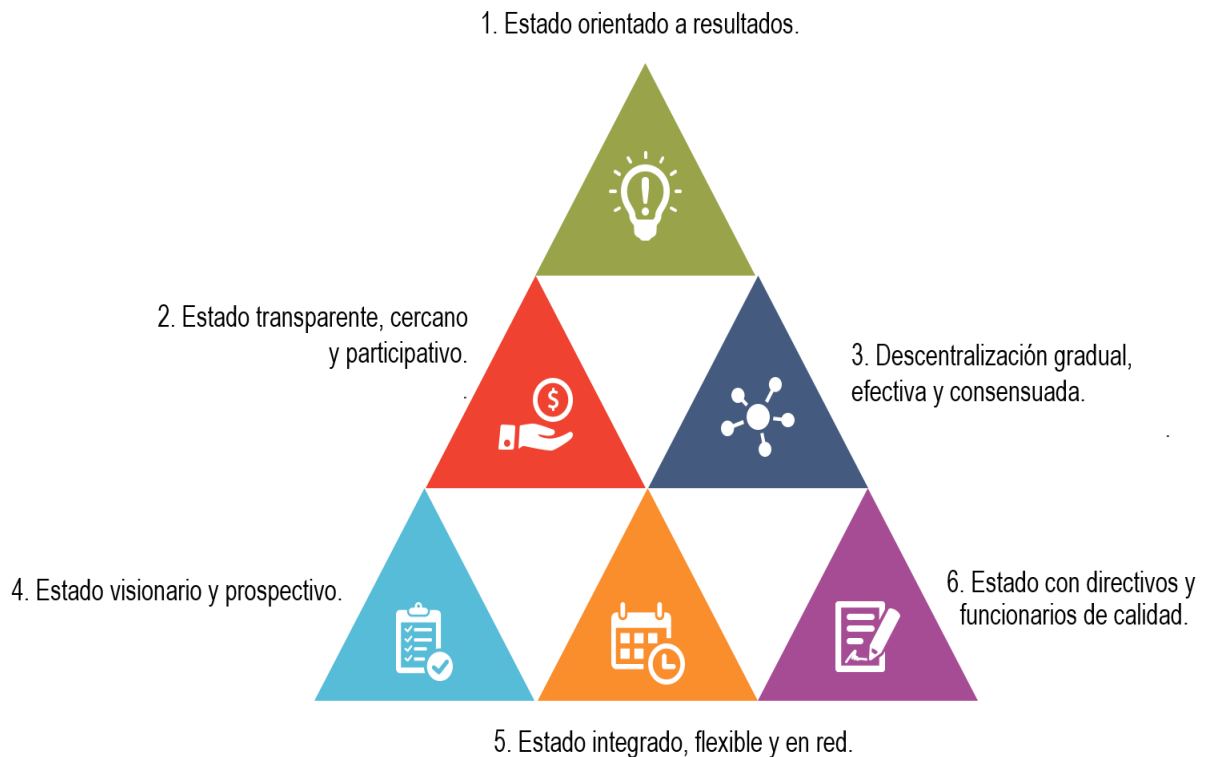 1. Estado orientado a resultados.
2. Estado transparente, cercano
y participativo.
.
3. Descentralización gradual,
efectiva y consensuada.
.
4. Estado visionario y prospectivo.
6. Estado con directivos y
funcionarios de calidad.
5. Estado integrado, flexible y en red.